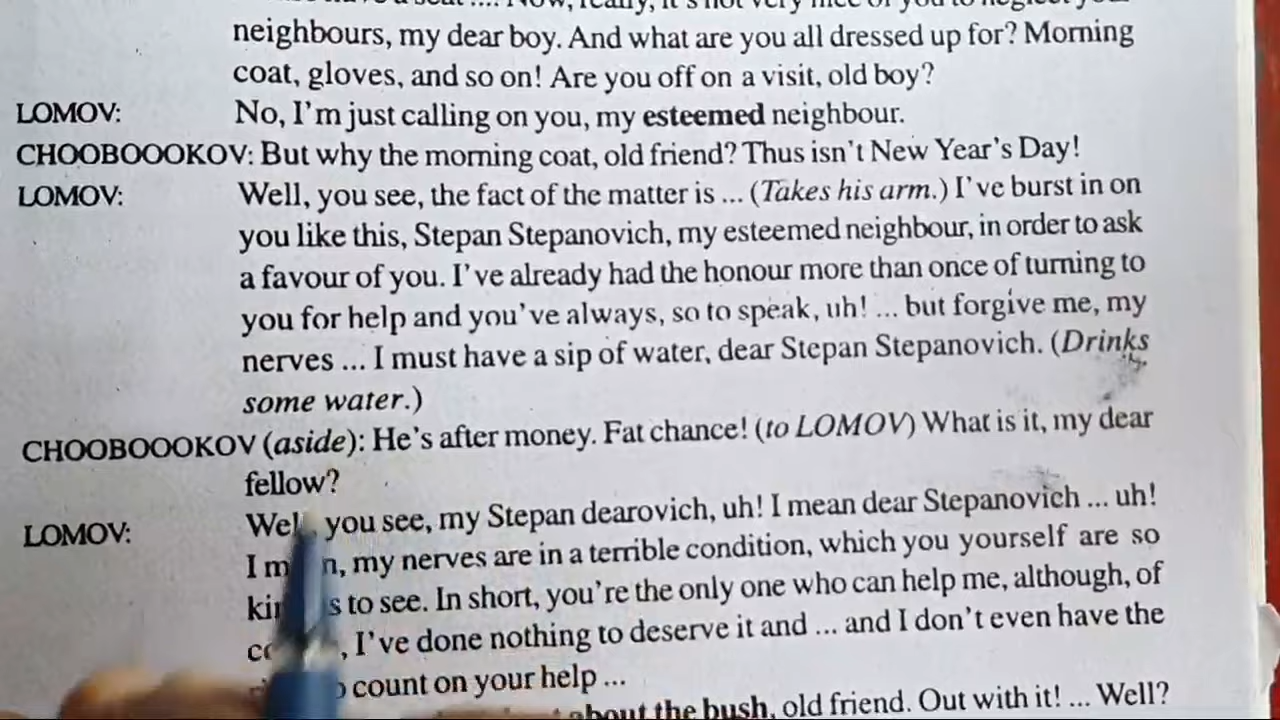 neighbours, my dear boy. And what are you all dressed up for? Morning
coat, gloves, and so on! Are you off on a visit, old boy?
LOMOV: No, I'm just calling on you, my esteemed neighbour.
CHOOBOOOKOV: But why the morning coat, old friend? Thus isn't New Year's Day!
LOMOV: Well, you see, the fact of the matter is ... (Takes his arm.) I've burst in on
you like this, Stepan Stepanovich, my esteemed neighbour, in order to ask
a favour of you. I've already had the honour more than once of turning to
you for help and you've always, so to speak, uh! ... but forgive me, my
nerves ... I must have a sip of water, dear Stepan Stepanovich. (Drinks
some water.)
CHOOBOOOKOV (aside): He's after money. Fat chance! (to LOMOV) What is it, my dear
fellow?
LOMOV: you see, my Stepan dearovich, uh! I mean dear Stepanovich ... uh!
I my nerves are in a terrible condition, which you yourself are so
to see. In short, you're the only one who can help me, although, of
I've done nothing to deserve it and ... and I don't even have the
count on your help ...
about the bush, old friend. Out with it! ... Well?